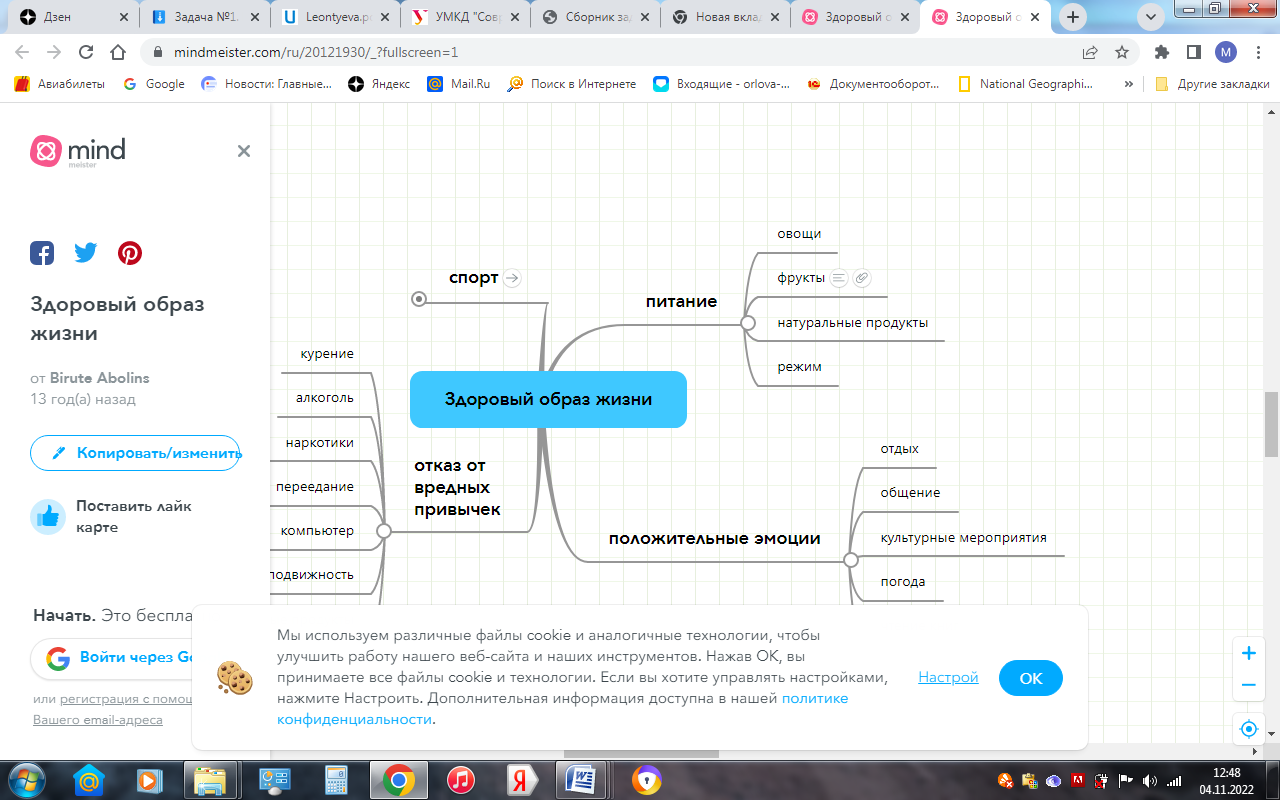 Дзен
Задача №1.
Leontyeva.po
УМКД "Совр
Сборник зад
Новая вклад
Здоровый о
Здоровый о
mindmeister.com/ru/20121930/_?fullscreen=1
M
Авиабилеты
Google
Новости: Главные...
Яндекс
Mail.Ru
Поиск в Интернете
Входящие - orlova-...
Документооборот...
National Geographi...
»
Другие закладки
mind
meister
Здоровый образ
жизни
от Birute Abolins
13 год(а) назад
Копировать/изменить
Поставить лайк
карте
Начать. Это беспла
Войти через Go
или регистрация с помощ
Вашего email-адреса
спорт
питание
овощи
фрукты
натуральные продукты
режим
Здоровый образ жизни
курение
алкоголь
наркотики
переедание
компьютер
подвижность
отказ от
вредных
привычек
положительные эмоции
отдых
общение
культурные мероприятия
погода
Мы используем различные файлы cookie и аналогичные технологии, чтобы
улучшить работу нашего веб-сайта и наших инструментов. Нажав ОК, вы
принимаете все файлы cookie и технологии. Если вы хотите управлять настройками,
нажмите Настроить. Дополнительная информация доступна в нашей политике
конфиденциальности.
Настрой
ОК
12:48
04.11.2022